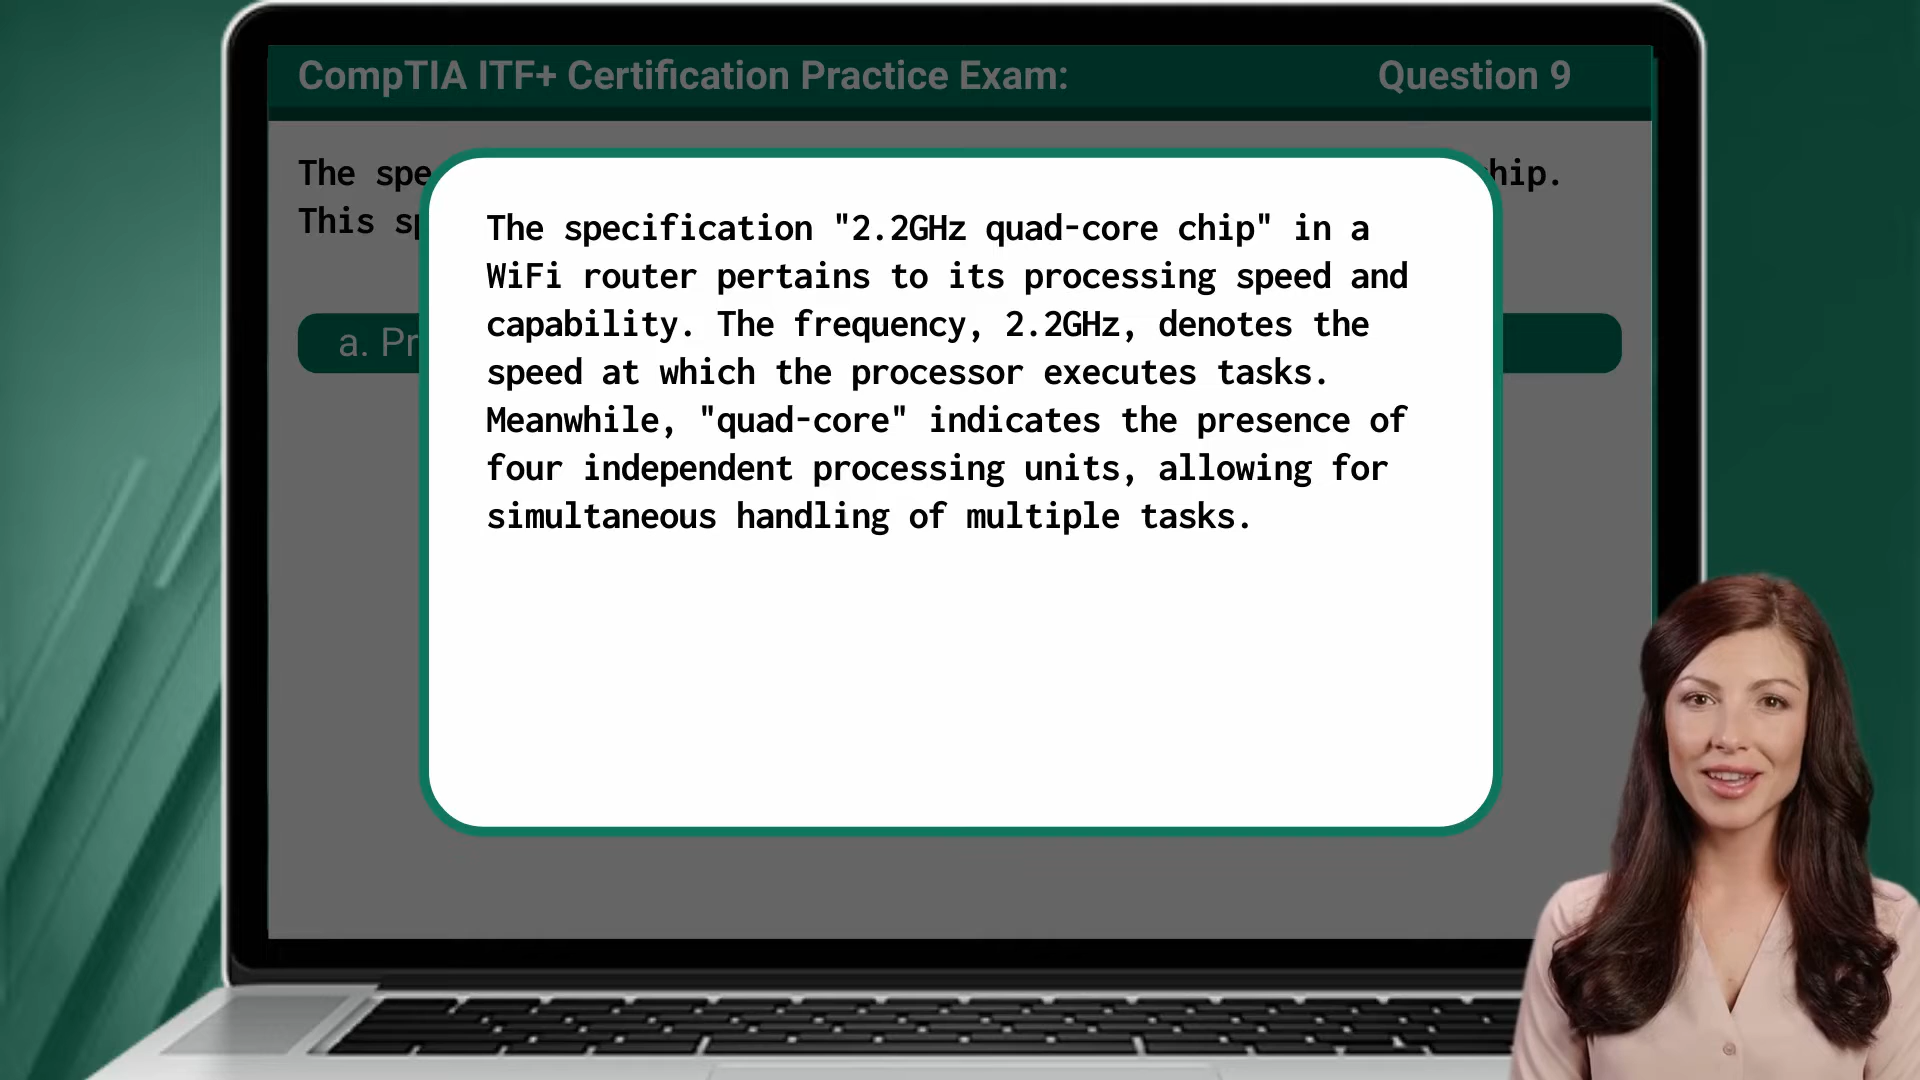 CompTIA ITF+ Certification Practice Exam: Question 9
The spe hip.
This sp
a. Pr
The specification "2.2GHz quad-core chip" in a
WiFi router pertains to its processing speed and
capability. The frequency, 2.2GHz, denotes the
speed at which the processor executes tasks.
Meanwhile, "quad-core" indicates the presence of
four independent processing units, allowing for
simultaneous handling of multiple tasks.